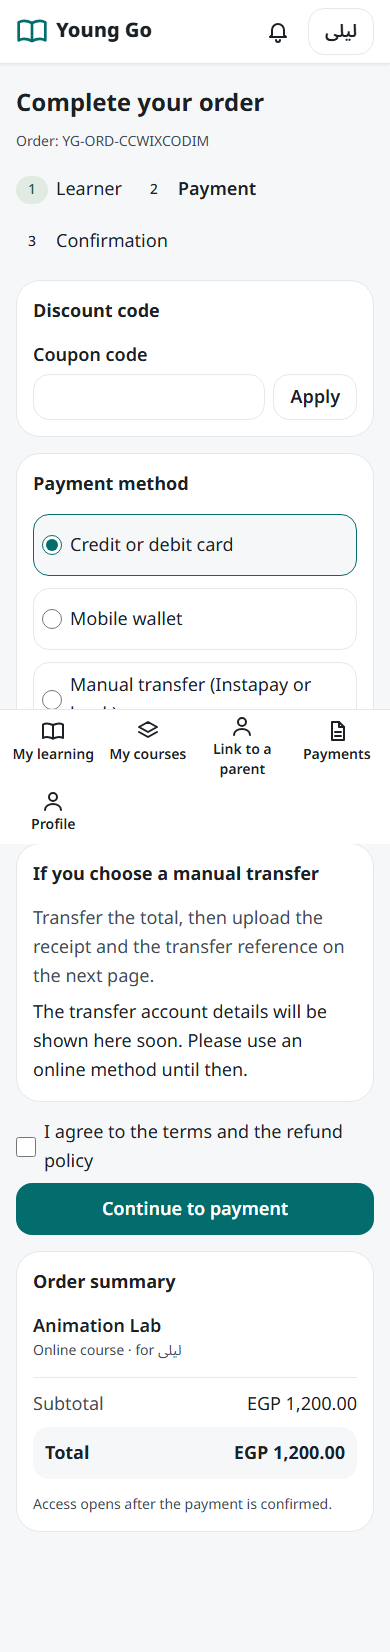 Young Go
ليلى
Complete your order
Order: YG-ORD-CCWIXCODIM
1 Learner 2 Payment
3 Confirmation
Discount code
Coupon code
Apply
Payment method
Credit or debit card
Mobile wallet
Manual transfer (Instapay or
My learning
My courses
Link to a
parent
Payments
Profile
If you choose a manual transfer
Transfer the total, then upload the
receipt and the transfer reference on
the next page.
The transfer account details will be
shown here soon. Please use an
online method until then.
I agree to the terms and the refund
policy
Continue to payment
Order summary
Animation Lab
Online course · for ليلى
Subtotal EGP 1,200.00
Total EGP 1,200.00
Access opens after the payment is confirmed.